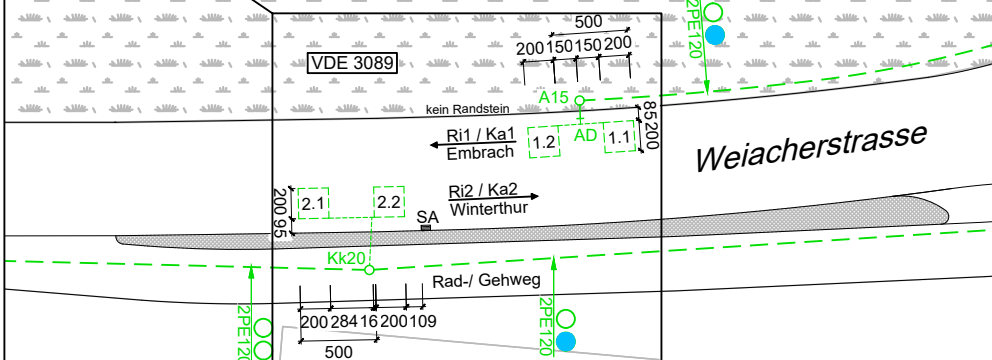 500
2PE120
VDE 3089
200 150 150 200
A15
kein Randstein
85 200
AD
Ri1 / Ka1
Embrach
1.2
1.1
Weiacherstrasse
Ri2 / Ka2
Winterthur
200 95
2.1
2.2
SA
Kk20
Rad-/ Gehweg
2PE120
200 284 16 200 109
2PE120
500